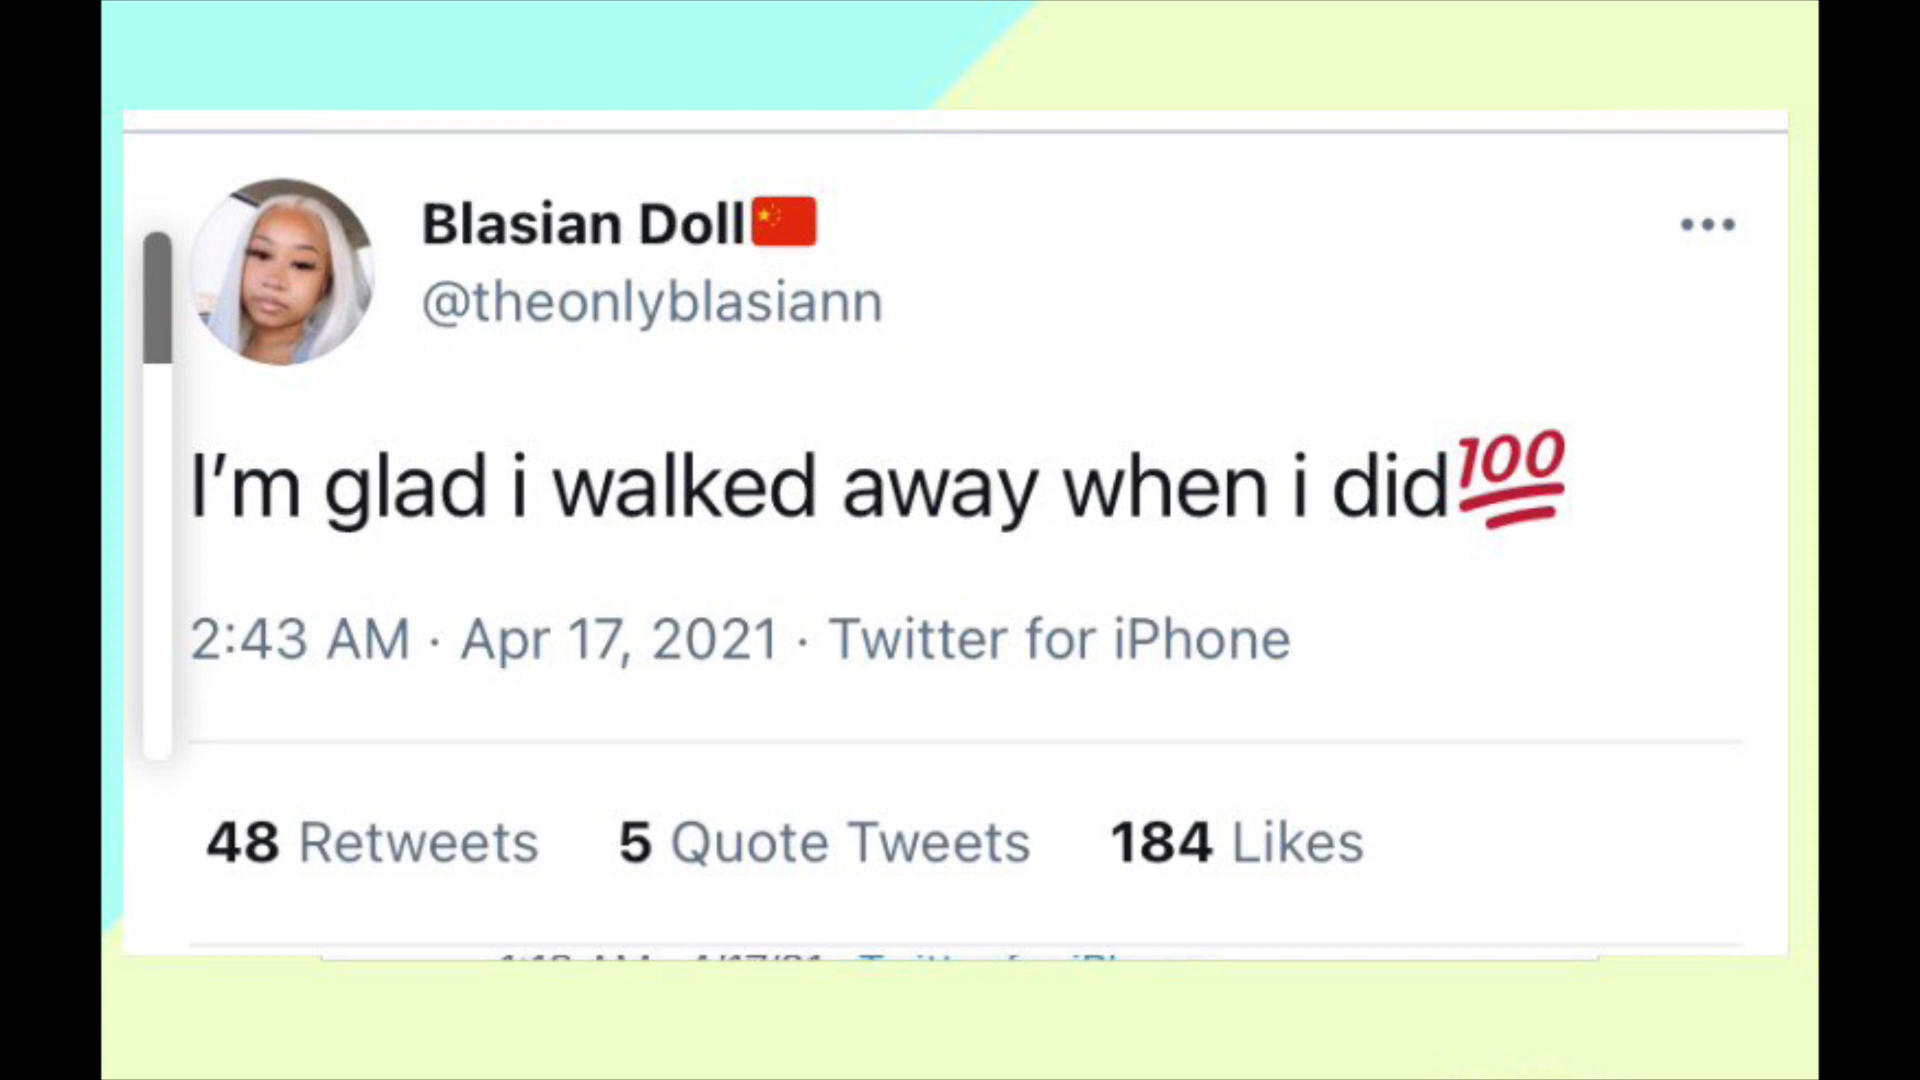 Blasian Doll🇨🇳
@theonlyblasiann
I’m glad i walked away when i did💯
2:43 AM · Apr 17, 2021 · Twitter for iPhone
48 Retweets 5 Quote Tweets 184 Likes